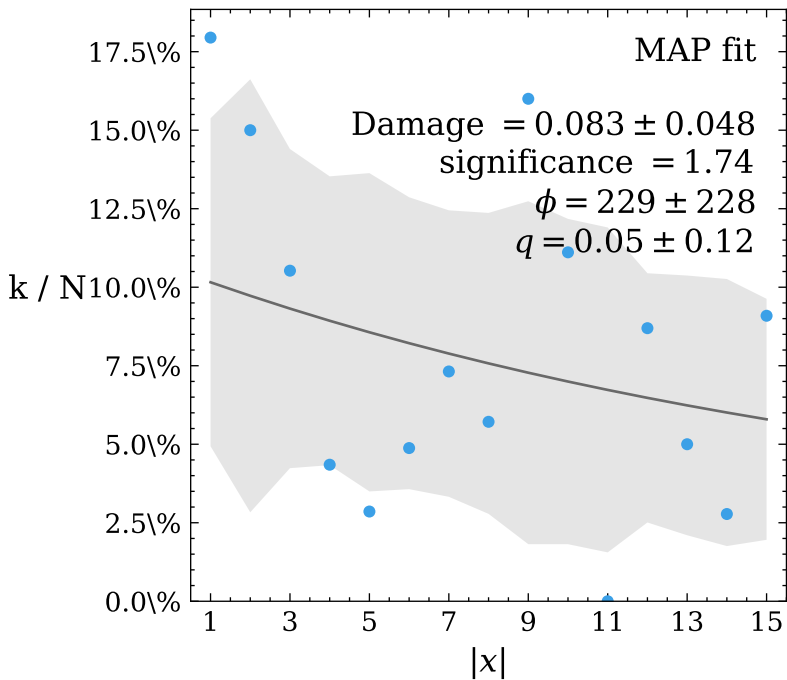 MAP fit
Damage = 0.083 ± 0.048
significance = 1.74
ϕ = 229 ± 228
q = 0.05 ± 0.12
k / N
17.5\%
15.0\%
12.5\%
10.0\%
7.5\%
5.0\%
2.5\%
0.0\%
1 3 5 7 9 11 13 15
|x|